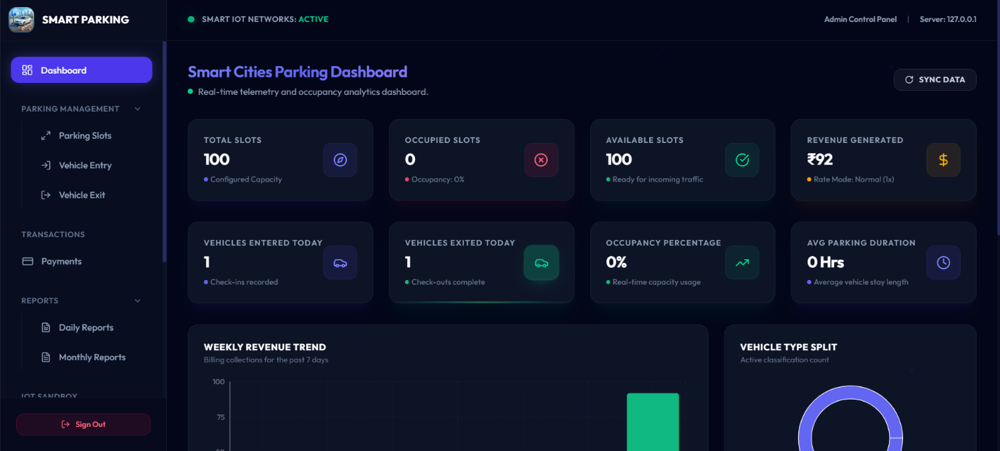 SMART PARKING
SMART IOT NETWORKS: ACTIVE
Admin Control Panel | Server: 127.0.0.1
Dashboard
PARKING MANAGEMENT
Parking Slots
Vehicle Entry
Vehicle Exit
TRANSACTIONS
Payments
REPORTS
Daily Reports
Monthly Reports
IOT SANDBOX
Sign Out
Smart Cities Parking Dashboard
Real-time telemetry and occupancy analytics dashboard.
SYNC DATA
TOTAL SLOTS
100
Configured Capacity
OCCUPIED SLOTS
0
Occupancy: 0%
AVAILABLE SLOTS
100
Ready for incoming traffic
REVENUE GENERATED
₹92
Rate Mode: Normal (1x)
VEHICLES ENTERED TODAY
1
Check-ins recorded
VEHICLES EXITED TODAY
1
Check-outs complete
OCCUPANCY PERCENTAGE
0%
Real-time capacity usage
AVG PARKING DURATION
0 Hrs
Average vehicle stay length
WEEKLY REVENUE TREND
Billing collections for the past 7 days
100
75
50
VEHICLE TYPE SPLIT
Active classification count